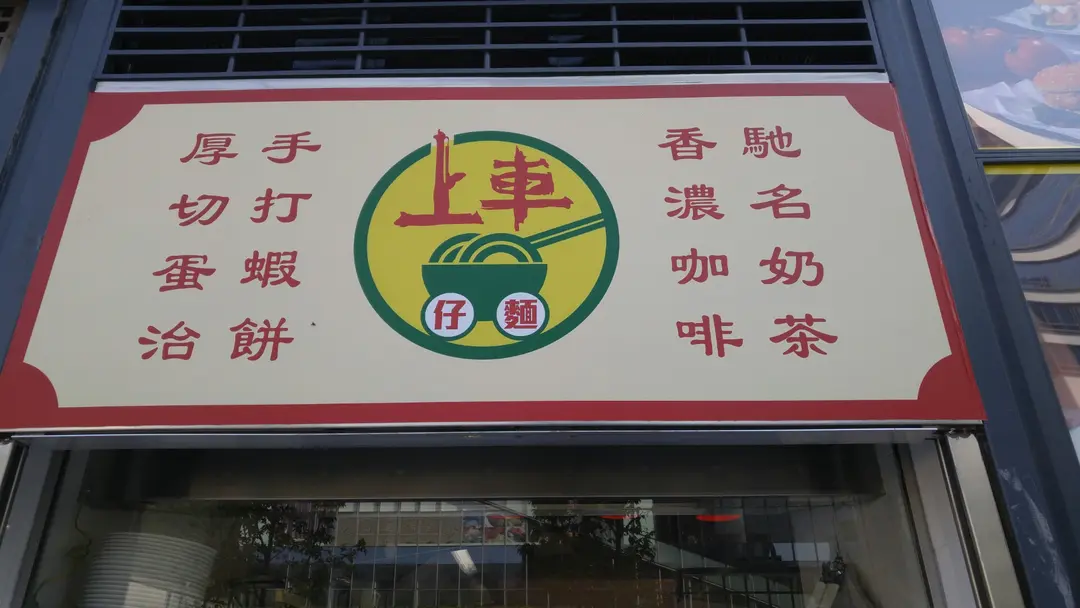 手打蝦餅
厚切蛋治
上車
仔麵
馳名奶茶
香濃咖啡